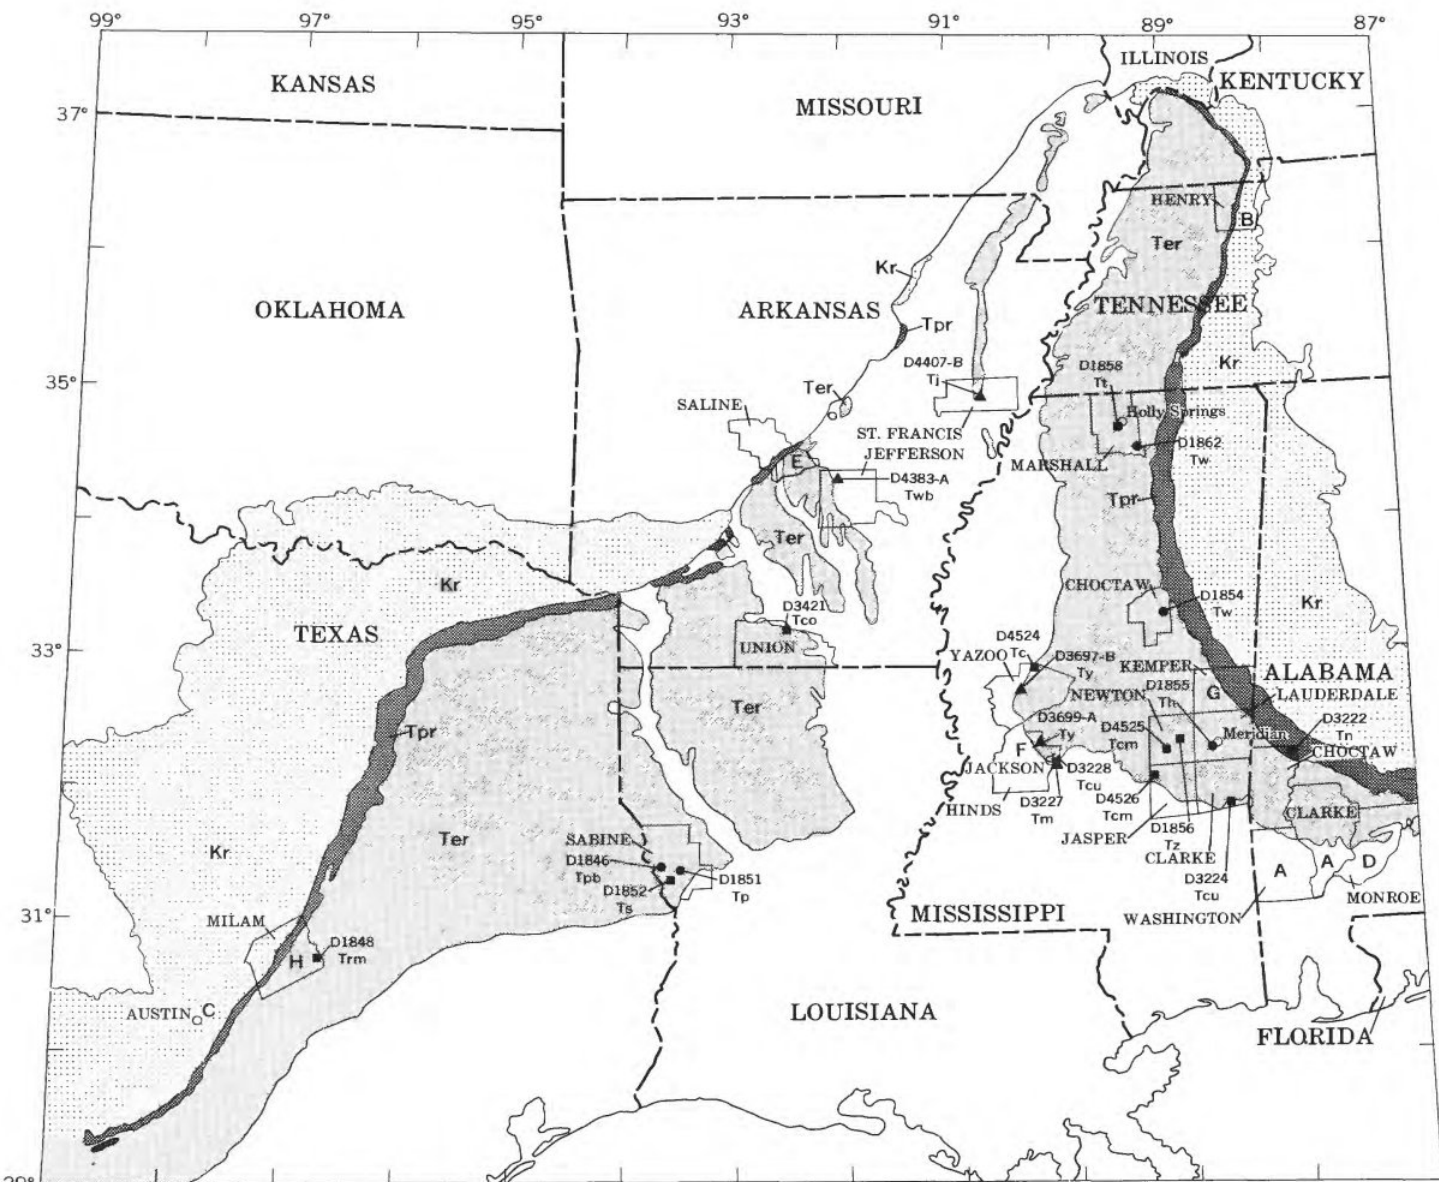 99°
97°
95°
93°
91°
89°
87°
ILLINOIS
KANSAS
KENTUCKY
MISSOURI
37°
HENRY
B
Ter
Kr
OKLAHOMA
ARKANSAS
TENNESSEE
Tpr
D4407-B
Tj
D1858
Tt
Kr
35°
Ter
SALINE
Holly Springs
ST. FRANCIS
JEFFERSON
D1862
Tw
E
MARSHALL
D4383-A
Twb
Tpr
Ter
Kr
CHOCTAW
D1854
Tw
Kr
D3421
Tco
TEXAS
D4524
Tc
33°
UNION
YAZOO
D3697-B
Ty
KEMPER
ALABAMA
D1855
Th
G
LAUDERDALE
NEWTON
Ter
D3699-A
Ty
D4525
Tcm
Meridian
D3222
Tn
CHOCTAW
Tpr
F
JACKSON
D3228
Tcu
HINDS
D3227
Tm
D4526
Tcm
CLARKE
Ter
SABINE
JASPER
D1856
Tz
Kr
D1846
Tpb
CLARKE
A
A
D
D1852
Ts
D1851
Tp
D3224
Tcu
MONROE
31°
MILAM
MISSISSIPPI
WASHINGTON
D1848
Trm
H
AUSTIN
C
LOUISIANA
FLORIDA